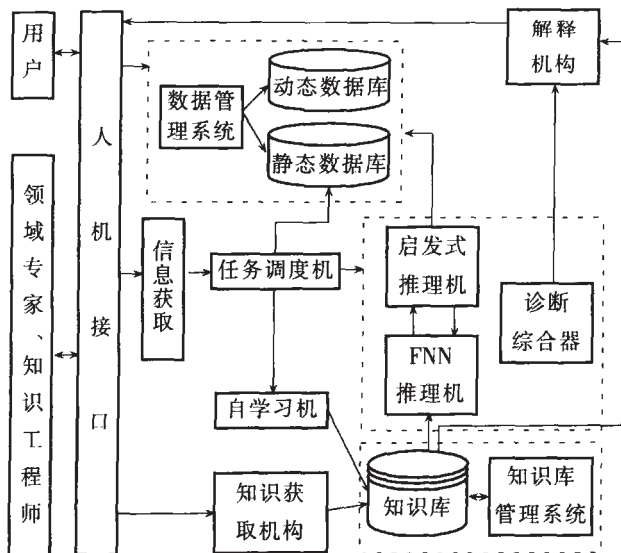 用户
人机接口
领域专家、知识工程师
数据管
理系统
动态数据库
静态数据库
解释
机构
信息获取
任务调度机
启发式
推理机
FNN
推理机
诊断
综合器
自学习机
知识获
取机构
知识库
知识库
管理系统